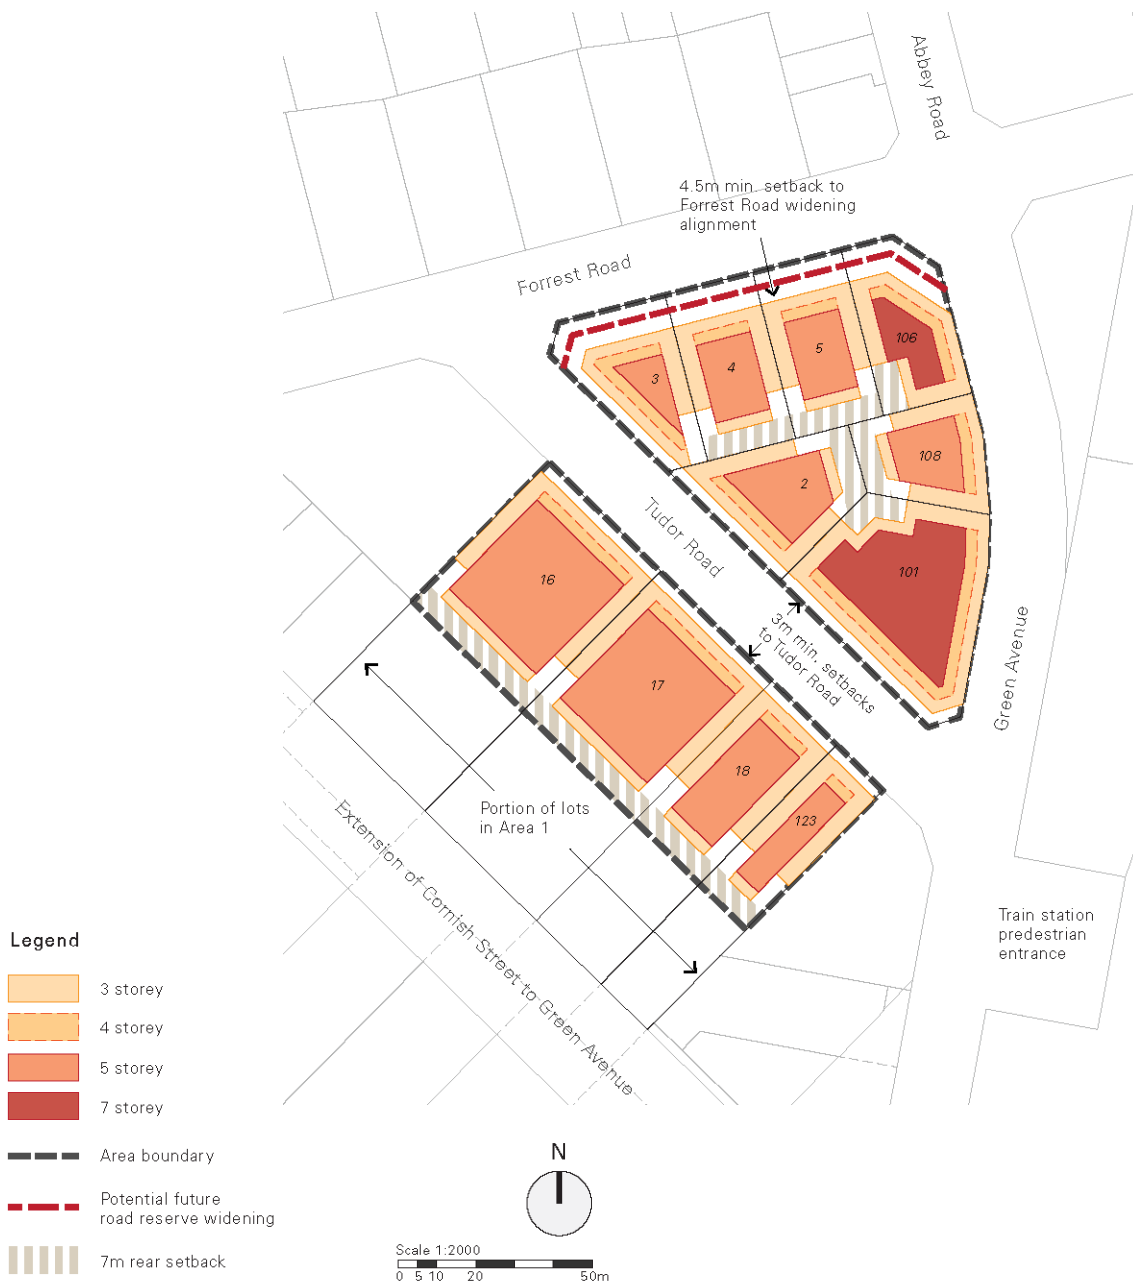 Abbey Road
4.5m min. setback to
Forrest Road widening
alignment
Forrest Road
106
5
4
3
108
2
101
Tudor Road
16
3m min. setbacks
to Tudor Road
Green Avenue
17
18
123
Portion of lots
in Area 1
Extension of Cornish Street to Green Avenue
Train station
predestrian
entrance
Legend
3 storey
4 storey
5 storey
7 storey
Area boundary
Potential future
road reserve widening
7m rear setback
N
Scale 1:2000
0 5 10 20 50m